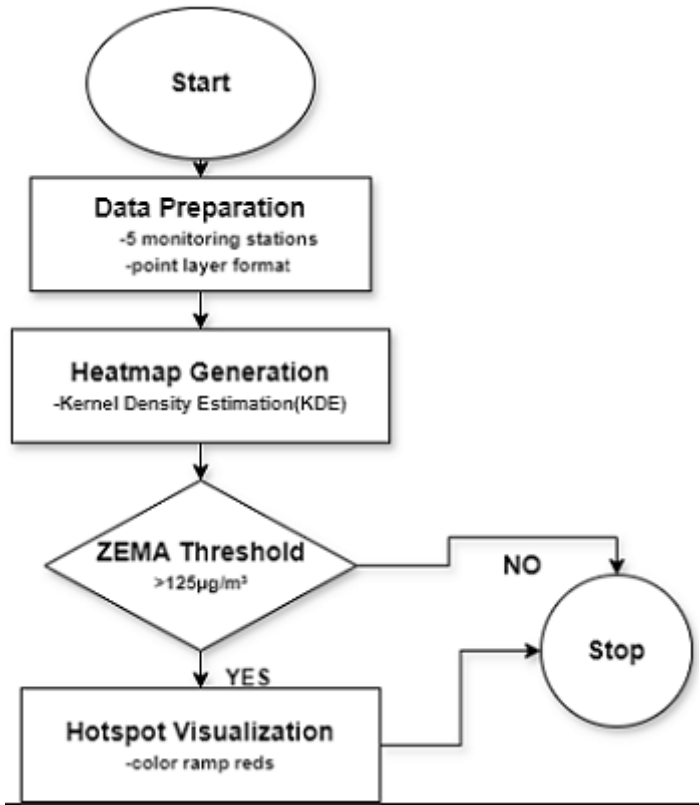 Start
Data Preparation
-5 monitoring stations
-point layer format
Heatmap Generation
-Kernel Density Estimation(KDE)
ZEMA Threshold
>125µg/m³
NO
Stop
YES
Hotspot Visualization
-color ramp reds